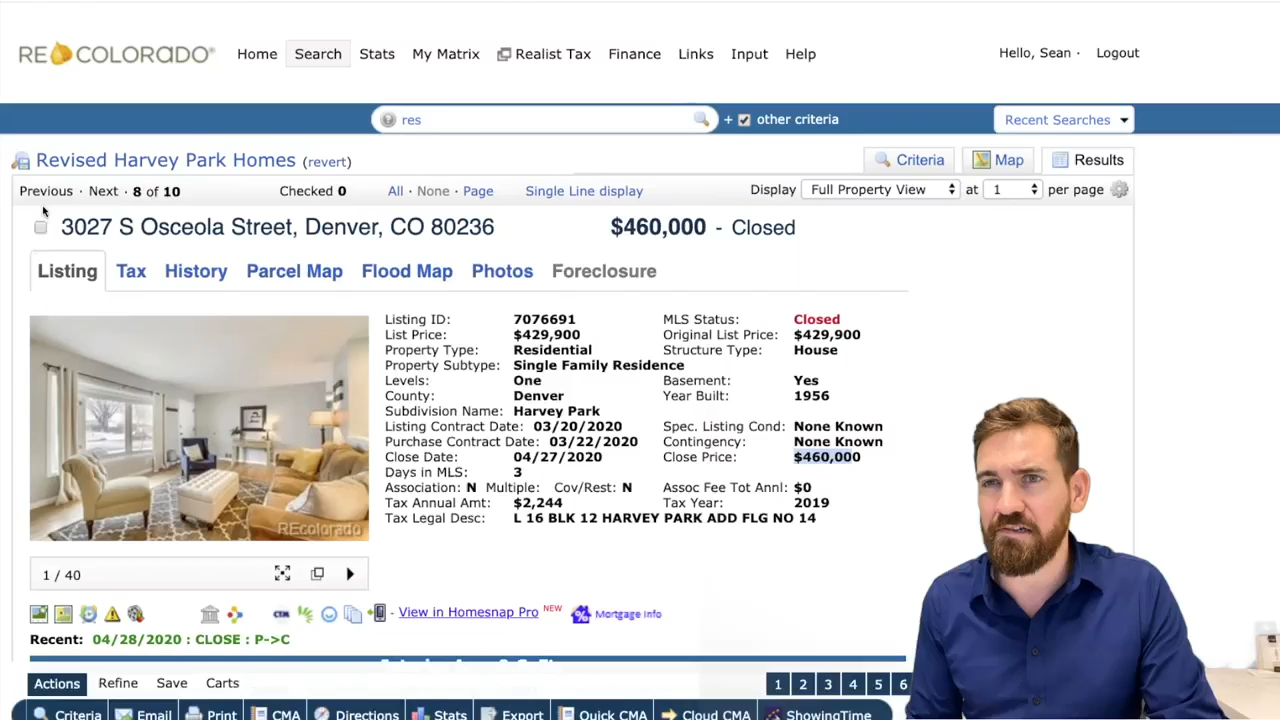 RECOLORADO® Home Search Stats My Matrix Realist Tax Finance Links Input Help Hello, Sean · Logout
res + other criteria Recent Searches
Revised Harvey Park Homes (revert) Criteria Map Results
Previous · Next · 8 of 10 Checked 0 All · None · Page Single Line display Display Full Property View at 1 per page
3027 S Osceola Street, Denver, CO 80236 $460,000 - Closed
Listing Tax History Parcel Map Flood Map Photos Foreclosure
Listing ID: 7076691 MLS Status: Closed
List Price: $429,900 Original List Price: $429,900
Property Type: Residential Structure Type: House
Property Subtype: Single Family Residence
Levels: One Basement: Yes
County: Denver Year Built: 1956
Subdivision Name: Harvey Park
Listing Contract Date: 03/20/2020 Spec. Listing Cond: None Known
Purchase Contract Date: 03/22/2020 Contingency: None Known
Close Date: 04/27/2020 Close Price: $460,000
Days in MLS: 3
Association: N Multiple: Cov/Rest: N Assoc Fee Tot Annl: $0
Tax Annual Amt: $2,244 Tax Year: 2019
Tax Legal Desc: L 16 BLK 12 HARVEY PARK ADD FLG NO 14
REcolorado
1 / 40
CTM - View in Homesnap Pro NEW Mortgage Info
Recent: 04/28/2020 : CLOSE : P->C
Actions Refine Save Carts 1 2 3 4 5 6
Criteria Email Print CMA Directions Stats Export Quick CMA Cloud CMA ShowingTime